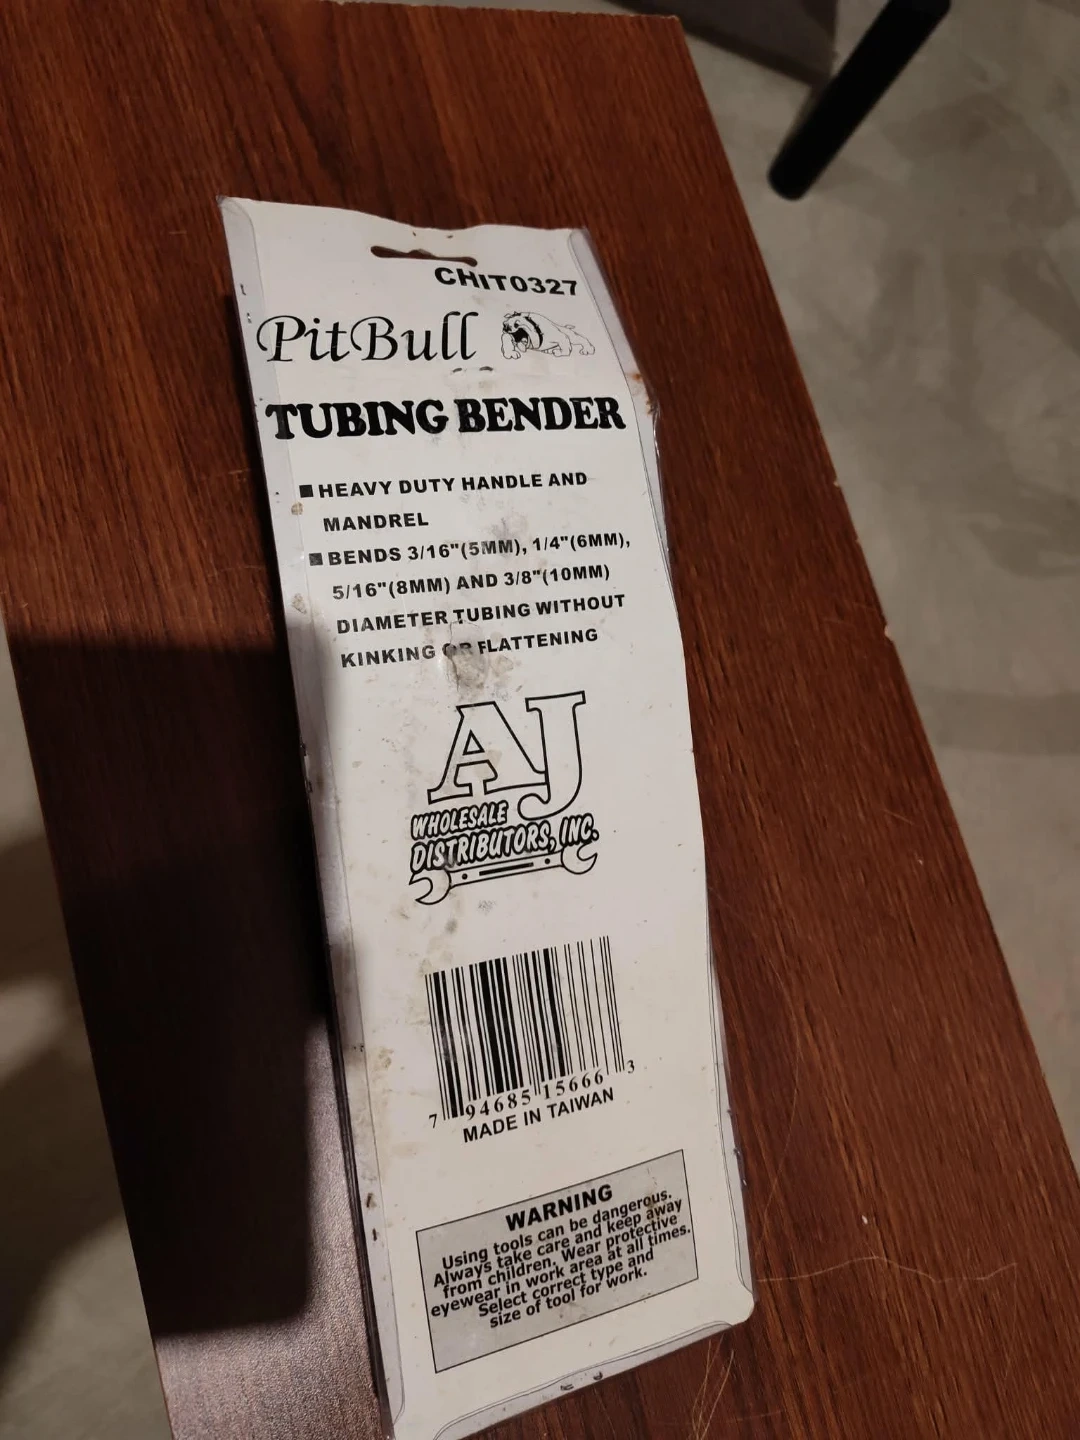 CHIT0327
PitBull
TUBING BENDER
■ HEAVY DUTY HANDLE AND
MANDREL
■ BENDS 3/16"(5MM), 1/4"(6MM),
5/16"(8MM) AND 3/8"(10MM)
DIAMETER TUBING WITHOUT
KINKING OR FLATTENING
AJ
WHOLESALE
DISTRIBUTORS, INC.
7 94685 15666 3
MADE IN TAIWAN
WARNING
Using tools can be dangerous.
Always take care and keep away
from children. Wear protective
eyewear in work area at all times.
Select correct type and
size of tool for work.